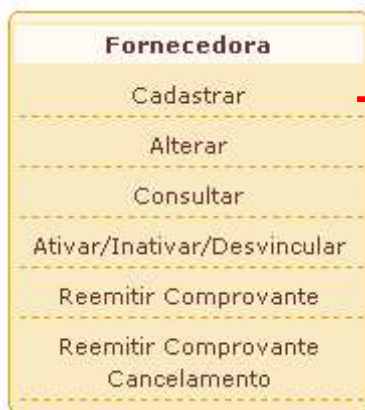 Fornecedora
Cadastrar
Alterar
Consultar
Ativar/Inativar/Desvincular
Reemitir Comprovante
Reemitir Comprovante
Cancelamento